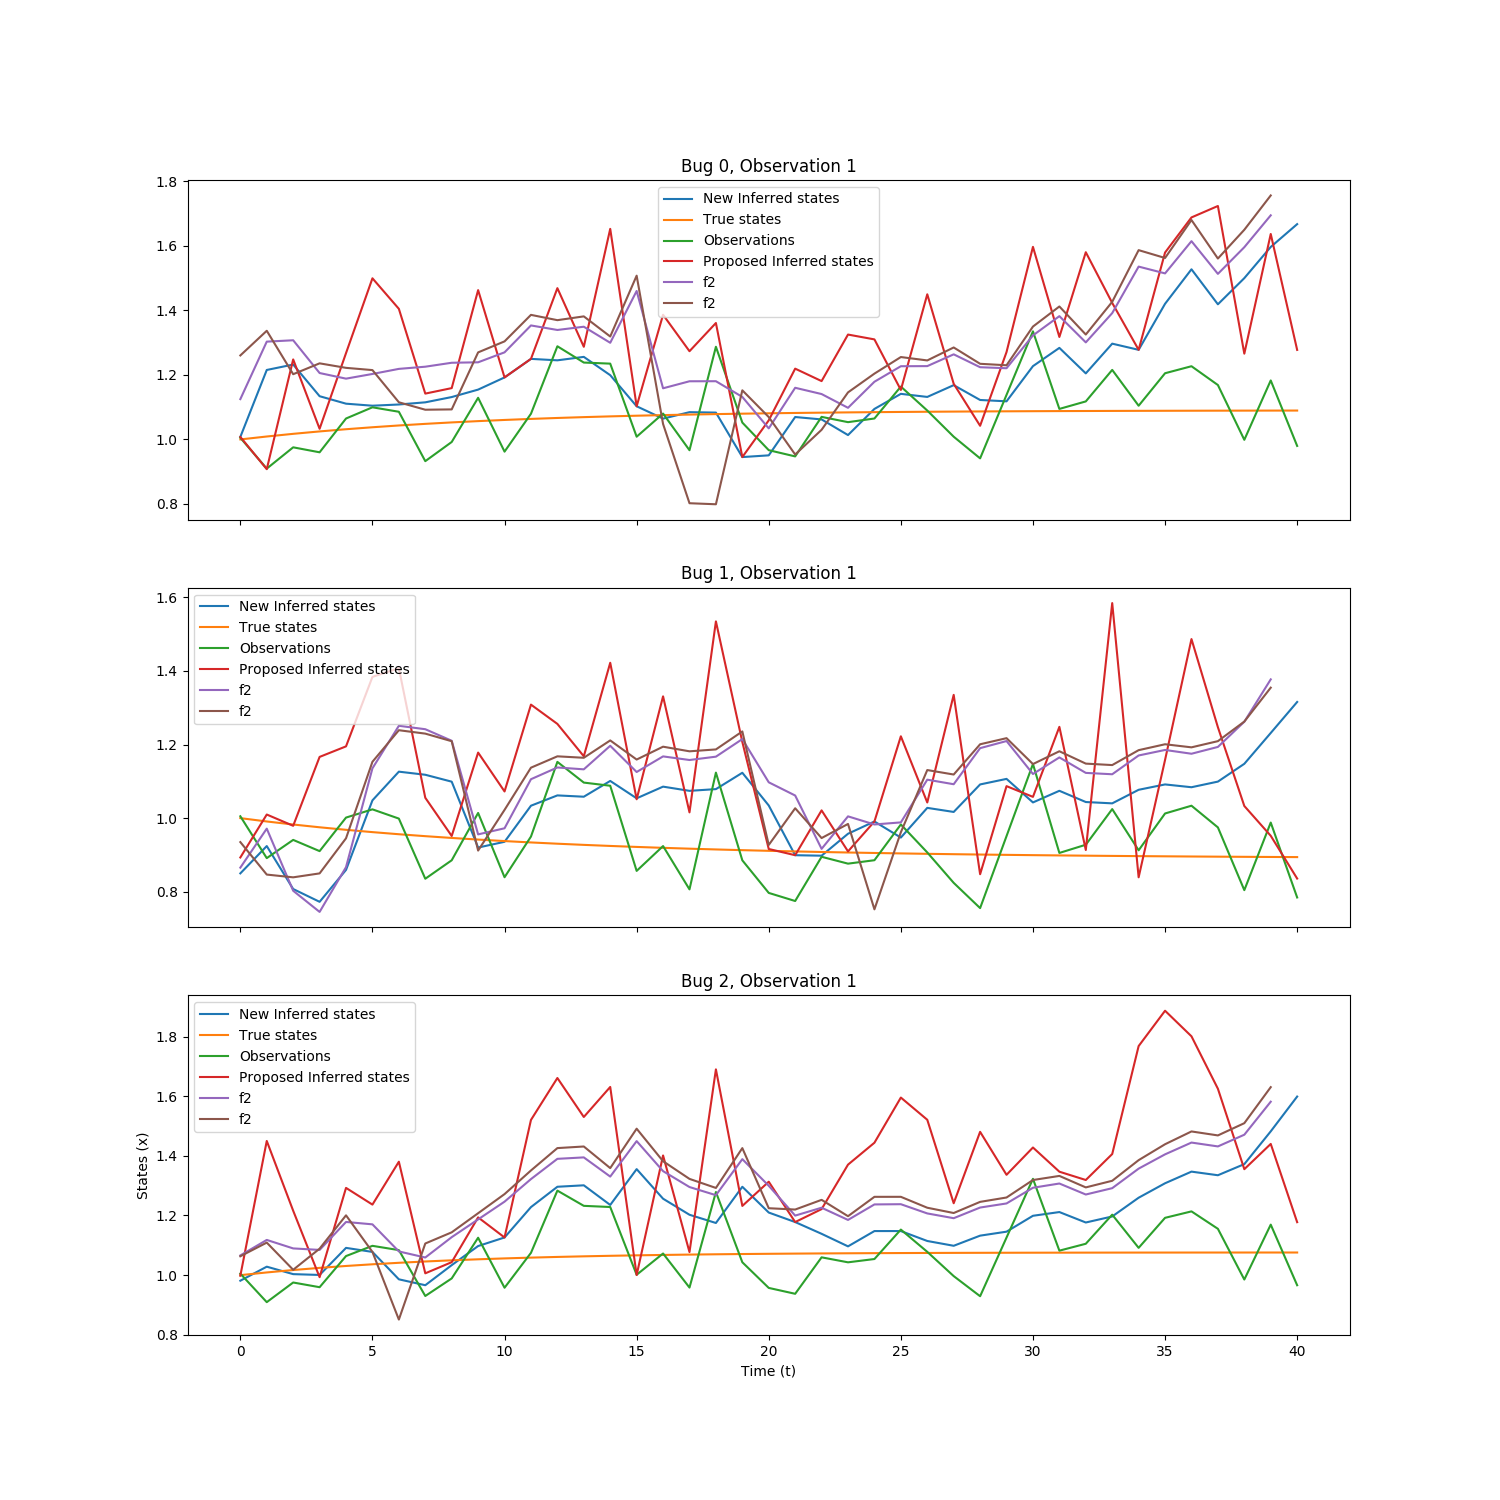 Bug 0, Observation 1
1.8
1.6
1.4
1.2
1.0
0.8
New Inferred states
True states
Observations
Proposed Inferred states
f2
f2
Bug 1, Observation 1
1.6
1.4
1.2
1.0
0.8
New Inferred states
True states
Observations
Proposed Inferred states
f2
f2
Bug 2, Observation 1
1.8
1.6
1.4
1.2
1.0
0.8
States (x)
New Inferred states
True states
Observations
Proposed Inferred states
f2
f2
0 5 10 15 20 25 30 35 40
Time (t)